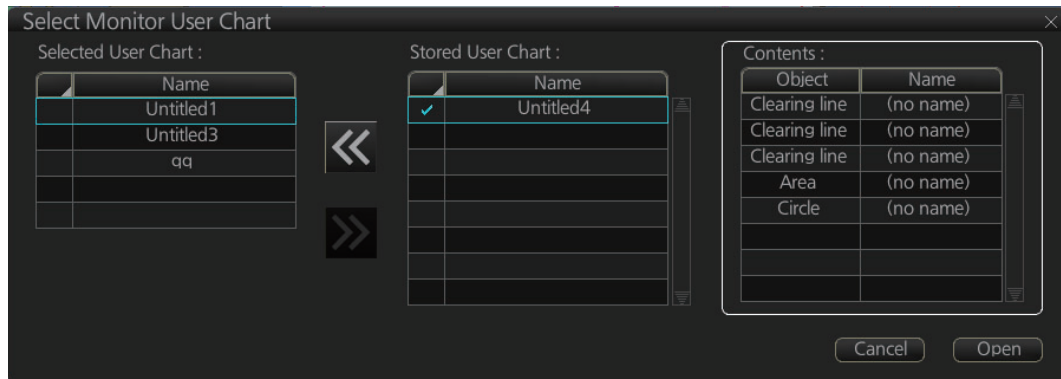 Select Monitor User Chart
Selected User Chart :
Name
Untitled1
Untitled3
qq
Stored User Chart :
Name
Untitled4
Contents :
Object Name
Clearing line (no name)
Clearing line (no name)
Clearing line (no name)
Area (no name)
Circle (no name)
Cancel Open